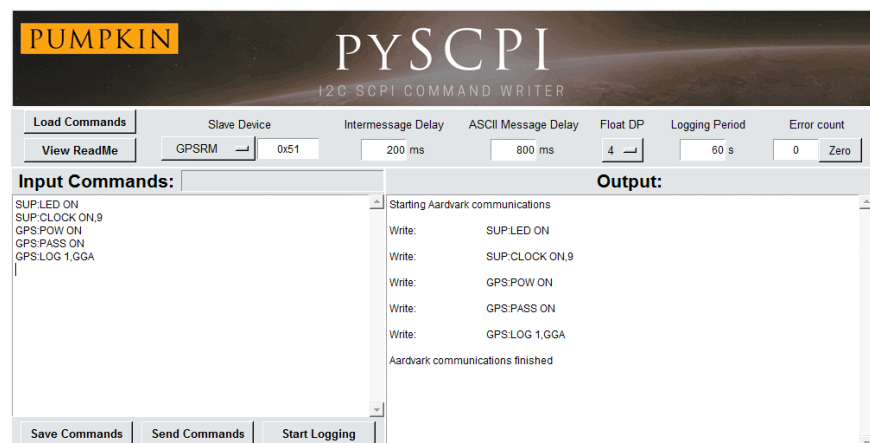 PUMPKIN
PYSCPI
I2C SCPI COMMAND WRITER
Load Commands
Slave Device Intermessage Delay ASCII Message Delay Float DP Logging Period Error count
View ReadMe GPSRM 0x51 200 ms 800 ms 4 60 s 0 Zero
Input Commands:
SUP:LED ON
SUP:CLOCK ON,9
GPS:POW ON
GPS:PASS ON
GPS:LOG 1,GGA
Save Commands Send Commands Start Logging
Output:
Starting Aardvark communications
Write: SUP:LED ON
Write: SUP:CLOCK ON,9
Write: GPS:POW ON
Write: GPS:PASS ON
Write: GPS:LOG 1,GGA
Aardvark communications finished